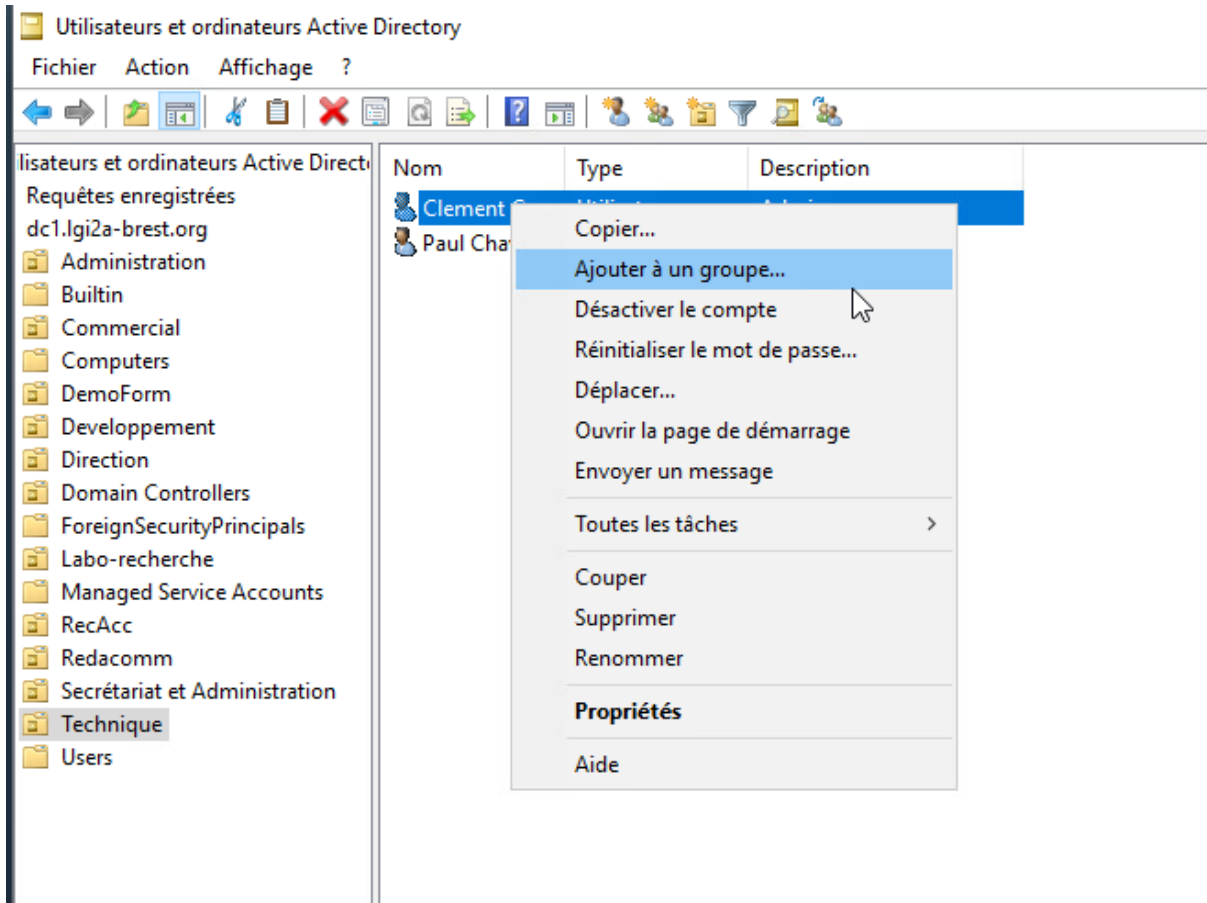 Utilisateurs et ordinateurs Active Directory
Fichier Action Affichage ?
lisateurs et ordinateurs Active Direct
Requêtes enregistrées
dc1.lgi2a-brest.org
Administration
Builtin
Commercial
Computers
DemoForm
Developpement
Direction
Domain Controllers
ForeignSecurityPrincipals
Labo-recherche
Managed Service Accounts
RecAcc
Redacomm
Secrétariat et Administration
Technique
Users
Nom Type Description
Clement
Paul Cha
Copier...
Ajouter à un groupe...
Désactiver le compte
Réinitialiser le mot de passe...
Déplacer...
Ouvrir la page de démarrage
Envoyer un message
Toutes les tâches
Couper
Supprimer
Renommer
Propriétés
Aide